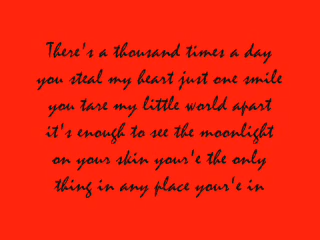 There's a thousand times a day
you steal my heart just one smile
you tare my little world apart
it's enough to see the moonlight
on your skin your'e the only
thing in any place your'e in